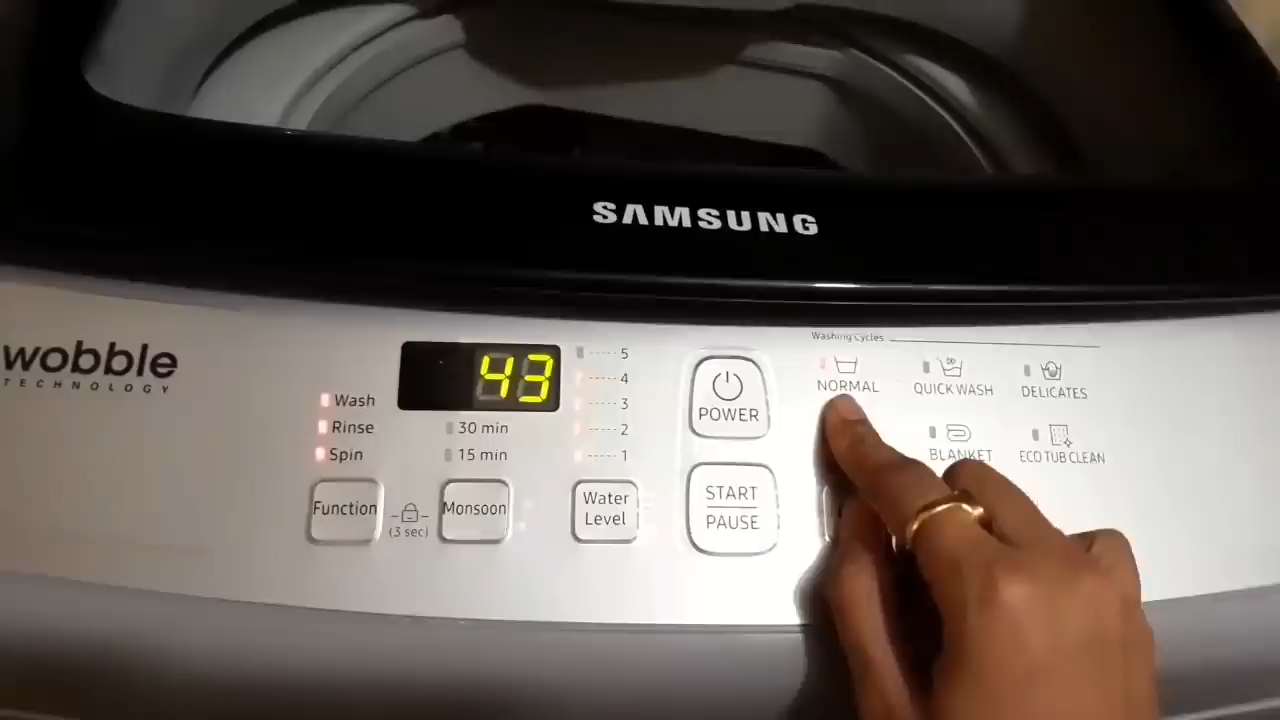 SAMSUNG
wobble
TECHNOLOGY
Wash
Rinse
Spin
43
30 min
15 min
5
4
3
2
1
Function
(3 sec)
Monsoon
Water
Level
POWER
START
PAUSE
Washing Cycles
NORMAL
QUICK WASH
DELICATES
BLANKET
ECO TUB CLEAN